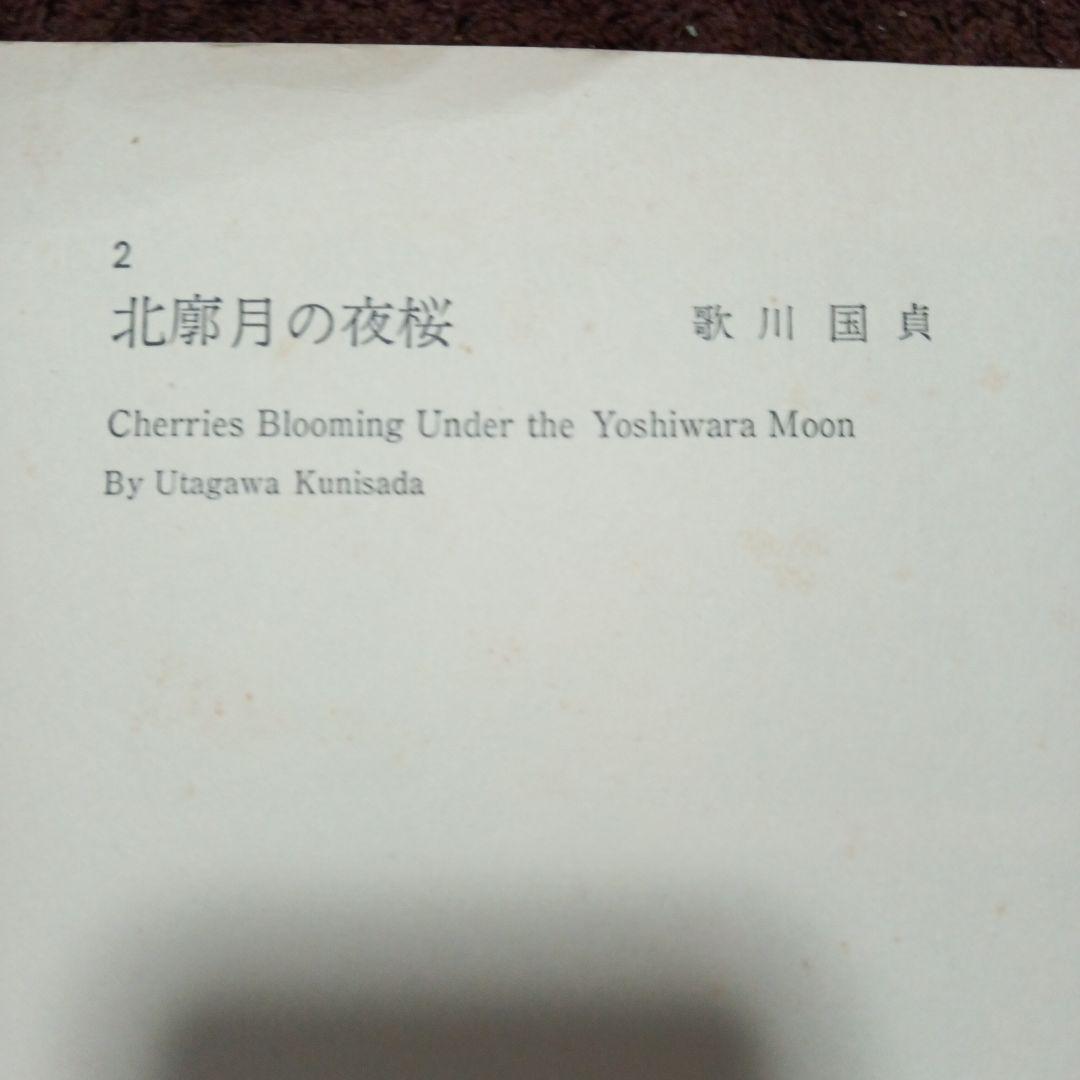 2
北廓月の夜桜 歌川国貞
Cherries Blooming Under the Yoshiwara Moon
By Utagawa Kunisada